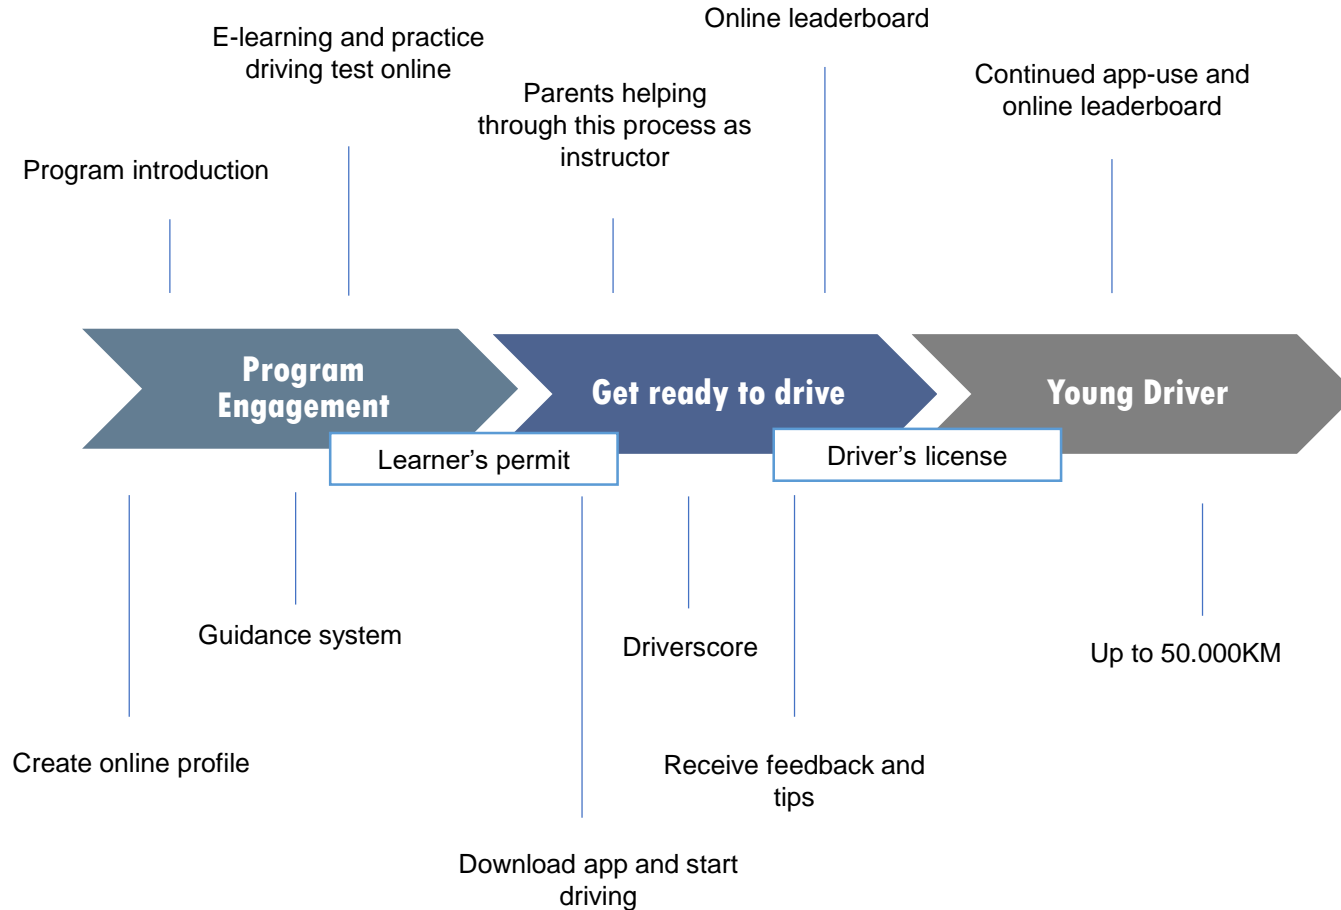 Online leaderboard
E-learning and practice
driving test online
Continued app-use and
online leaderboard
Parents helping
through this process as
instructor
Program introduction
Program
Engagement
Get ready to drive
Young Driver
Learner’s permit
Driver’s license
Guidance system
Driverscore
Up to 50.000KM
Create online profile
Receive feedback and
tips
Download app and start
driving